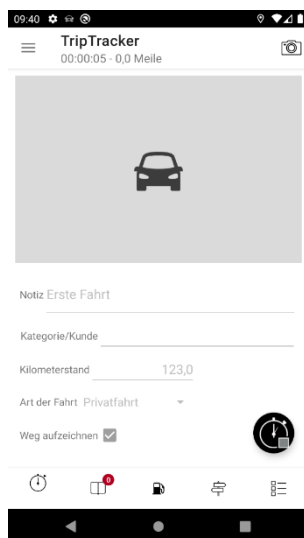 09:40
TripTracker
00:00:05 - 0,0 Meile
Notiz Erste Fahrt
Kategorie/Kunde
Kilometerstand 123,0
Art der Fahrt Privatfahrt
Weg aufzeichnen
0